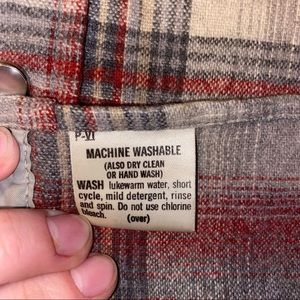 P-VI
MACHINE WASHABLE
(ALSO DRY CLEAN
OR HAND WASH)
WASH lukewarm water, short
cycle, mild detergent, rinse
and spin. Do not use chlorine
bleach. (over)